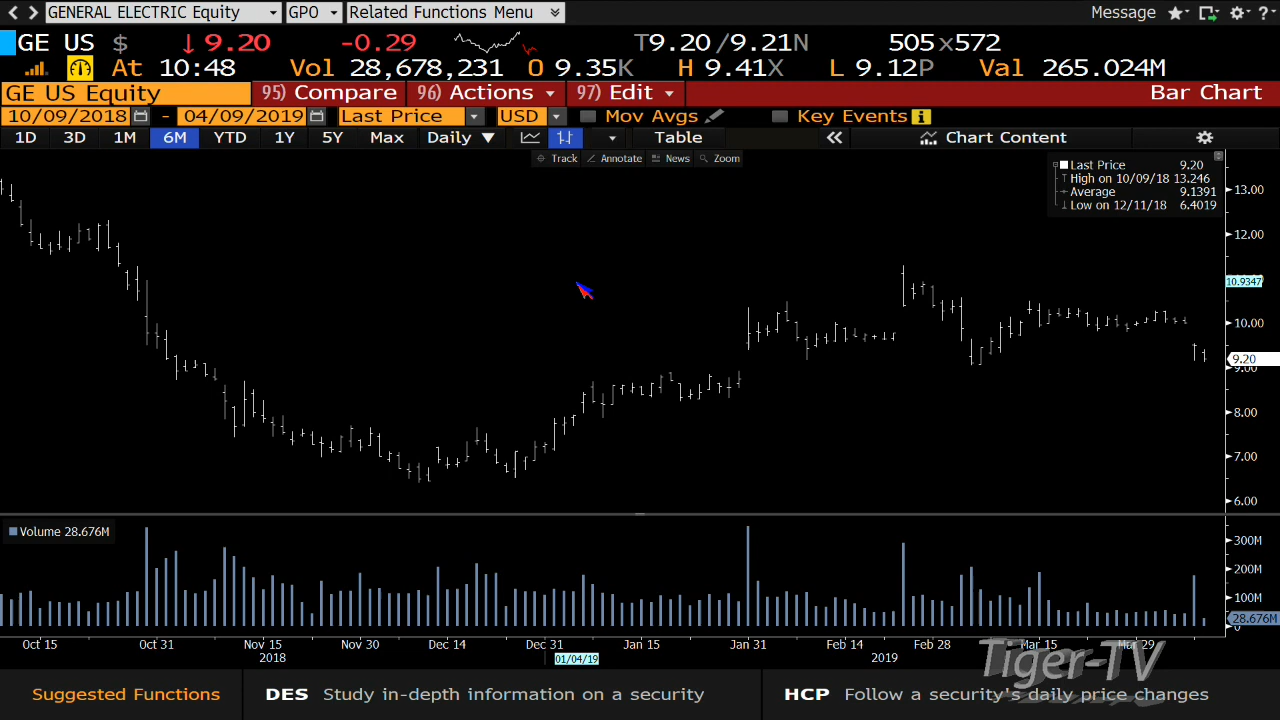 GENERAL ELECTRIC Equity GPO Related Functions Menu Message ?
GE US $ ↓ 9.20 -0.29 T9.20 /9.21N 505x572
At 10:48 Vol 28,678,231 O 9.35K H 9.41X L 9.12P Val 265.024M
GE US Equity 95) Compare 96) Actions 97) Edit Bar Chart
10/09/2018 - 04/09/2019 Last Price USD Mov Avgs Key Events i
1D 3D 1M 6M YTD 1Y 5Y Max Daily ▼ Table « Chart Content
Track Annotate News Zoom
Last Price 9.20
High on 10/09/18 13.246
Average 9.1391
Low on 12/11/18 6.4019
13.00
12.00
10.9347
10.00
9.20
9.00
8.00
7.00
6.00
Volume 28.676M
300M
200M
100M
28.676M
0
Oct 15 Oct 31 Nov 15 Nov 30 Dec 14 Dec 31 Jan 15 Jan 31 Feb 14 Feb 28 Mar 15 Mar 29
2018 01/04/19 2019
Tiger-TV
Suggested Functions DES Study in-depth information on a security HCP Follow a security's daily price changes